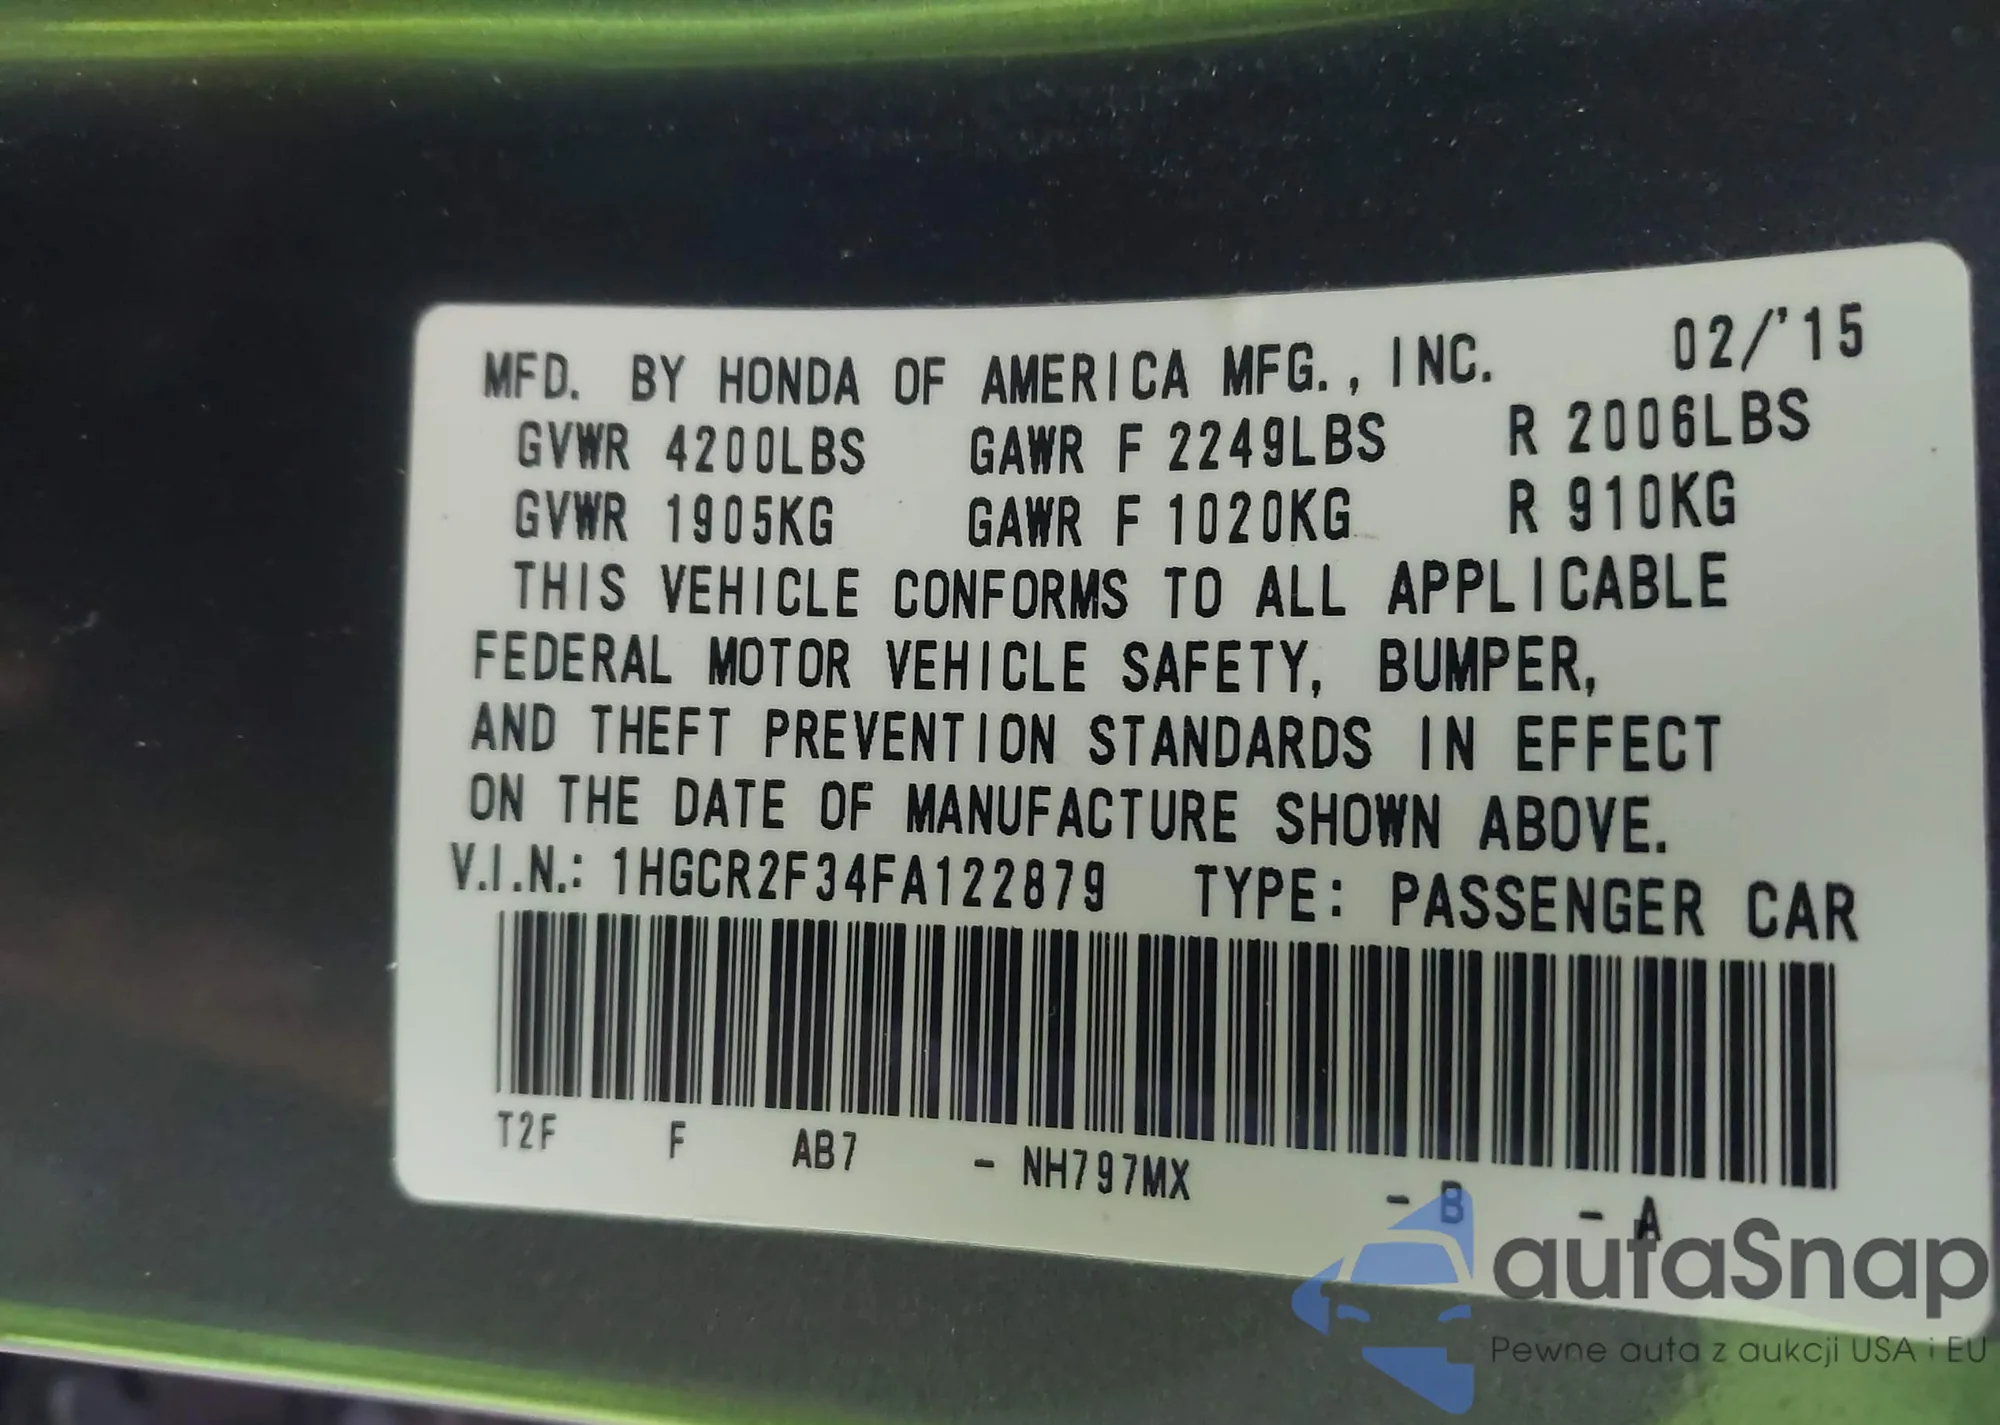 MFD. BY HONDA OF AMERICA MFG., INC. 02/'15
GVWR 4200LBS GAWR F 2249LBS R 2006LBS
GVWR 1905KG GAWR F 1020KG R 910KG
THIS VEHICLE CONFORMS TO ALL APPLICABLE
FEDERAL MOTOR VEHICLE SAFETY, BUMPER,
AND THEFT PREVENTION STANDARDS IN EFFECT
ON THE DATE OF MANUFACTURE SHOWN ABOVE.
V.I.N.: 1HGCR2F34FA122879 TYPE: PASSENGER CAR
T2F F AB7 - NH797MX - B - A
autaSnap
Pewne auta z aukcji USA i EU